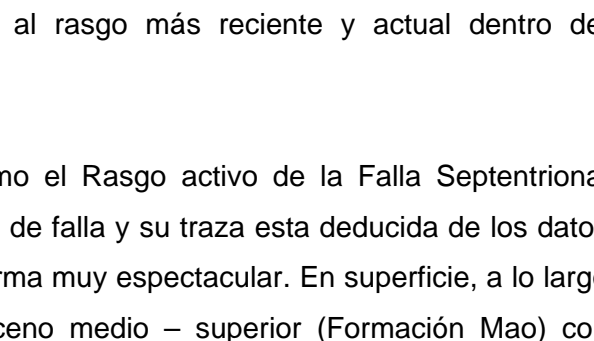 al rasgo más reciente y actual dentro de
mo el Rasgo activo de la Falla Septentriona
de falla y su traza esta deducida de los dato
rma muy espectacular. En superficie, a lo largo
ceno medio – superior (Formación Mao) co